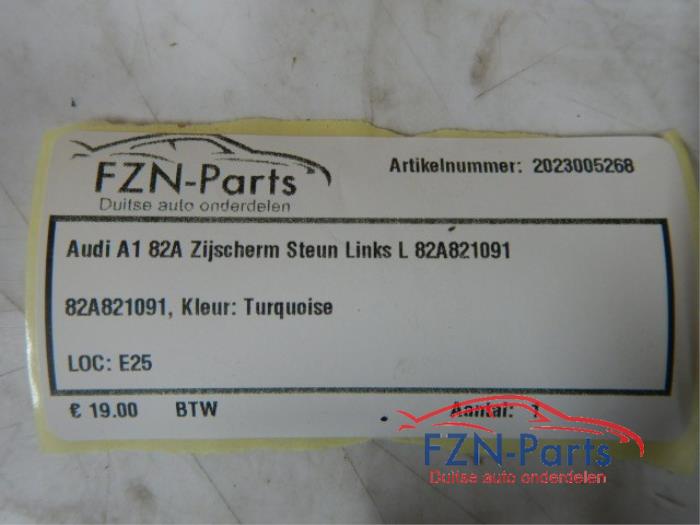 FZN-Parts
Duitse auto onderdelen
Artikelnummer: 2023005268
Audi A1 82A Zijscherm Steun Links L 82A821091
82A821091, Kleur: Turquoise
LOC: E25
€ 19.00 BTW Aantal: 1
FZN-Parts
Duitse auto onderdelen